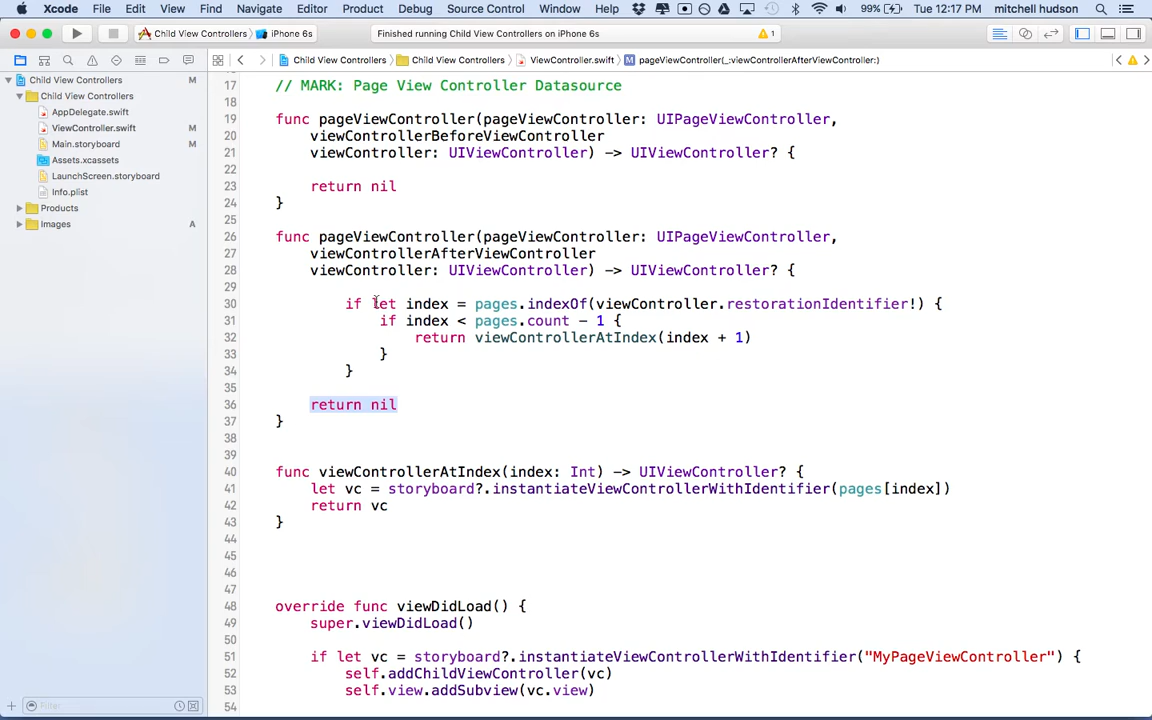 Xcode File Edit View Find Navigate Editor Product Debug Source Control Window Help 99% Tue 12:17 PM mitchell hudson
Child View Controllers iPhone 6s Finished running Child View Controllers on iPhone 6s 1
Child View Controllers Child View Controllers ViewController.swift pageViewController(_:viewControllerAfterViewController:)
Child View Controllers M
Child View Controllers
AppDelegate.swift
ViewController.swift M
Main.storyboard M
Assets.xcassets
LaunchScreen.storyboard
Info.plist
Products
Images A
Filter
17 // MARK: Page View Controller Datasource
18
19 func pageViewController(pageViewController: UIPageViewController,
20 viewControllerBeforeViewController
21 viewController: UIViewController) -> UIViewController? {
22
23 return nil
24 }
25
26 func pageViewController(pageViewController: UIPageViewController,
27 viewControllerAfterViewController
28 viewController: UIViewController) -> UIViewController? {
29
30 if let index = pages.indexOf(viewController.restorationIdentifier!) {
31 if index < pages.count - 1 {
32 return viewControllerAtIndex(index + 1)
33 }
34 }
35
36 return nil
37 }
38
39
40 func viewControllerAtIndex(index: Int) -> UIViewController? {
41 let vc = storyboard?.instantiateViewControllerWithIdentifier(pages[index])
42 return vc
43 }
44
45
46
47
48 override func viewDidLoad() {
49 super.viewDidLoad()
50
51 if let vc = storyboard?.instantiateViewControllerWithIdentifier("MyPageViewController") {
52 self.addChildViewController(vc)
53 self.view.addSubview(vc.view)
54